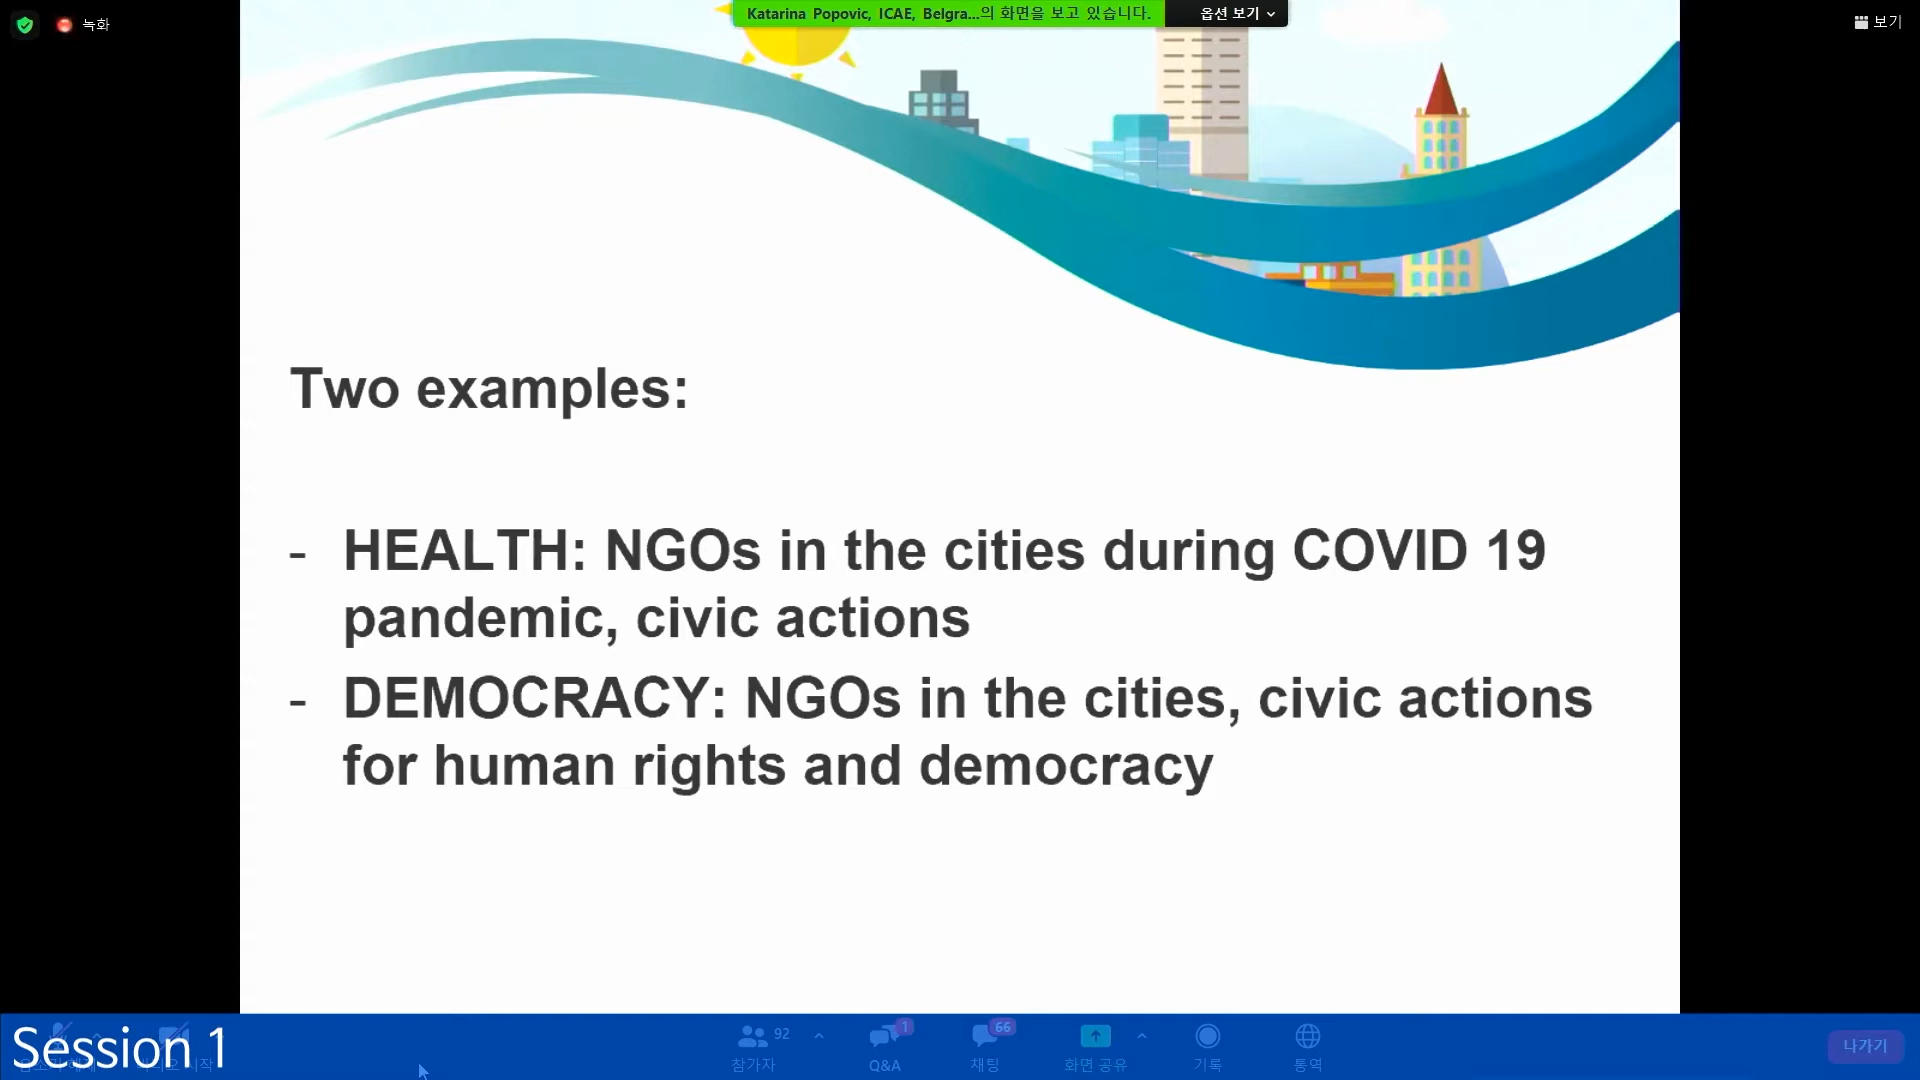 녹화
Katarina Popovic, ICAE, Belgra...의 화면을 보고 있습니다.
옵션 보기
보기
Two examples:
- HEALTH: NGOs in the cities during COVID 19
pandemic, civic actions
- DEMOCRACY: NGOs in the cities, civic actions
for human rights and democracy
Session 1
92
참가자
1
Q&A
66
채팅
화면 공유
기록
통역
나가기